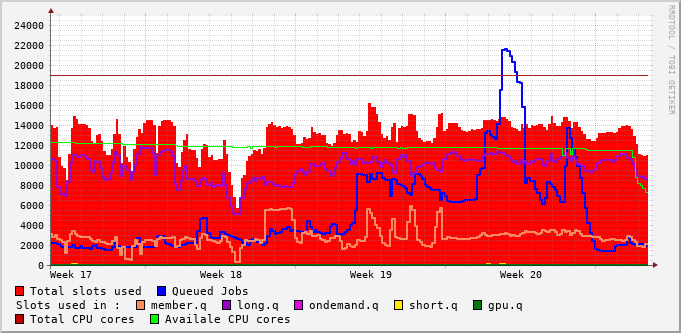 24000
22000
20000
18000
16000
14000
12000
10000
8000
6000
4000
2000
0
Week 17 Week 18 Week 19 Week 20
RRDTOOL / TOBI OETIKER
Total slots used Queued Jobs
Slots used in : member.q long.q ondemand.q short.q gpu.q
Total CPU cores Availale CPU cores